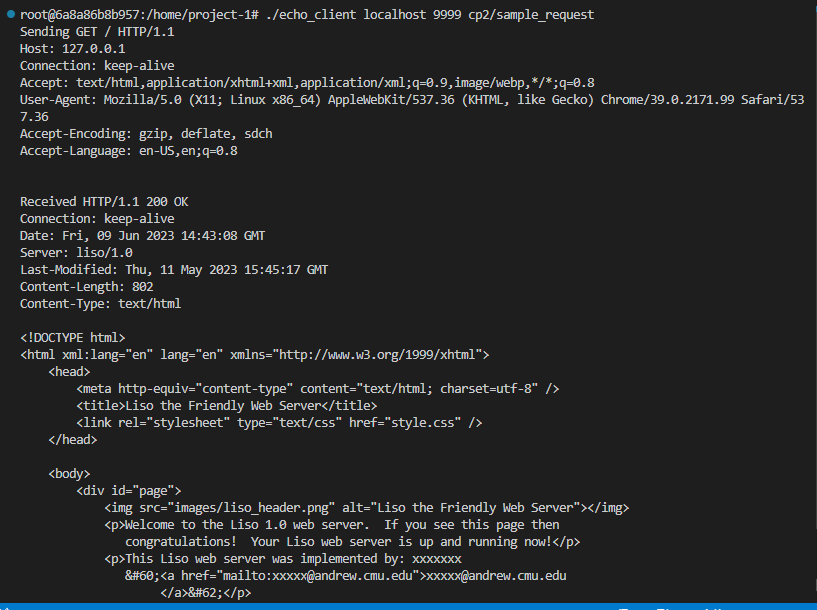 root@6a8a86b8b957:/home/project-1# ./echo_client localhost 9999 cp2/sample_request
Sending GET / HTTP/1.1
Host: 127.0.0.1
Connection: keep-alive
Accept: text/html,application/xhtml+xml,application/xml;q=0.9,image/webp,*/*;q=0.8
User-Agent: Mozilla/5.0 (X11; Linux x86_64) AppleWebKit/537.36 (KHTML, like Gecko) Chrome/39.0.2171.99 Safari/53
7.36
Accept-Encoding: gzip, deflate, sdch
Accept-Language: en-US,en;q=0.8

Received HTTP/1.1 200 OK
Connection: keep-alive
Date: Fri, 09 Jun 2023 14:43:08 GMT
Server: liso/1.0
Last-Modified: Thu, 11 May 2023 15:45:17 GMT
Content-Length: 802
Content-Type: text/html

<!DOCTYPE html>
<html xml:lang="en" lang="en" xmlns="http://www.w3.org/1999/xhtml">
    <head>
        <meta http-equiv="content-type" content="text/html; charset=utf-8" />
        <title>Liso the Friendly Web Server</title>
        <link rel="stylesheet" type="text/css" href="style.css" />
    </head>

    <body>
        <div id="page">
            <img src="images/liso_header.png" alt="Liso the Friendly Web Server"></img>
            <p>Welcome to the Liso 1.0 web server.  If you see this page then
               congratulations!  Your Liso web server is up and running now!</p>
            <p>This Liso web server was implemented by: xxxxxxx
               &#60;<a href="mailto:xxxxx@andrew.cmu.edu">xxxxx@andrew.cmu.edu
                    </a>&#62;</p>